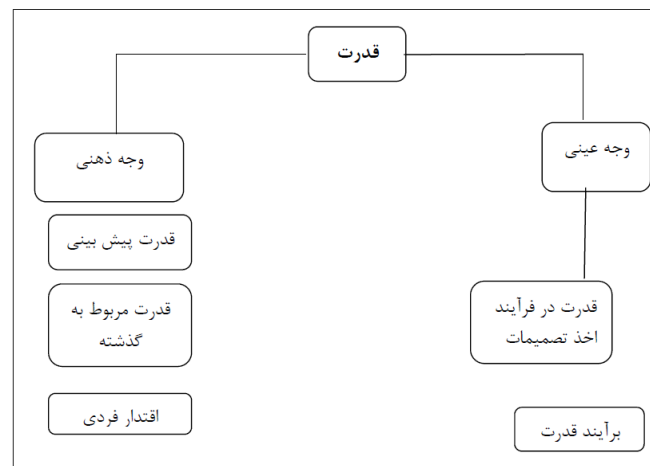 قدرت
وجه عینی
وجه ذهنی
قدرت پیش بینی
قدرت در فرآیند
اخذ تصمیمات
قدرت مربوط به
گذشته
اقتدار فردی
برآیند قدرت